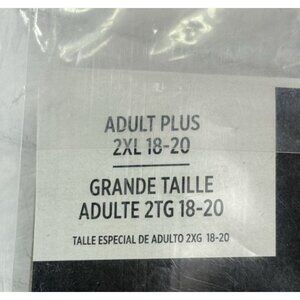 ADULT PLUS
2XL 18-20
GRANDE TAILLE
ADULTE 2TG 18-20
TALLE ESPECIAL DE ADULTO 2XG 18-20